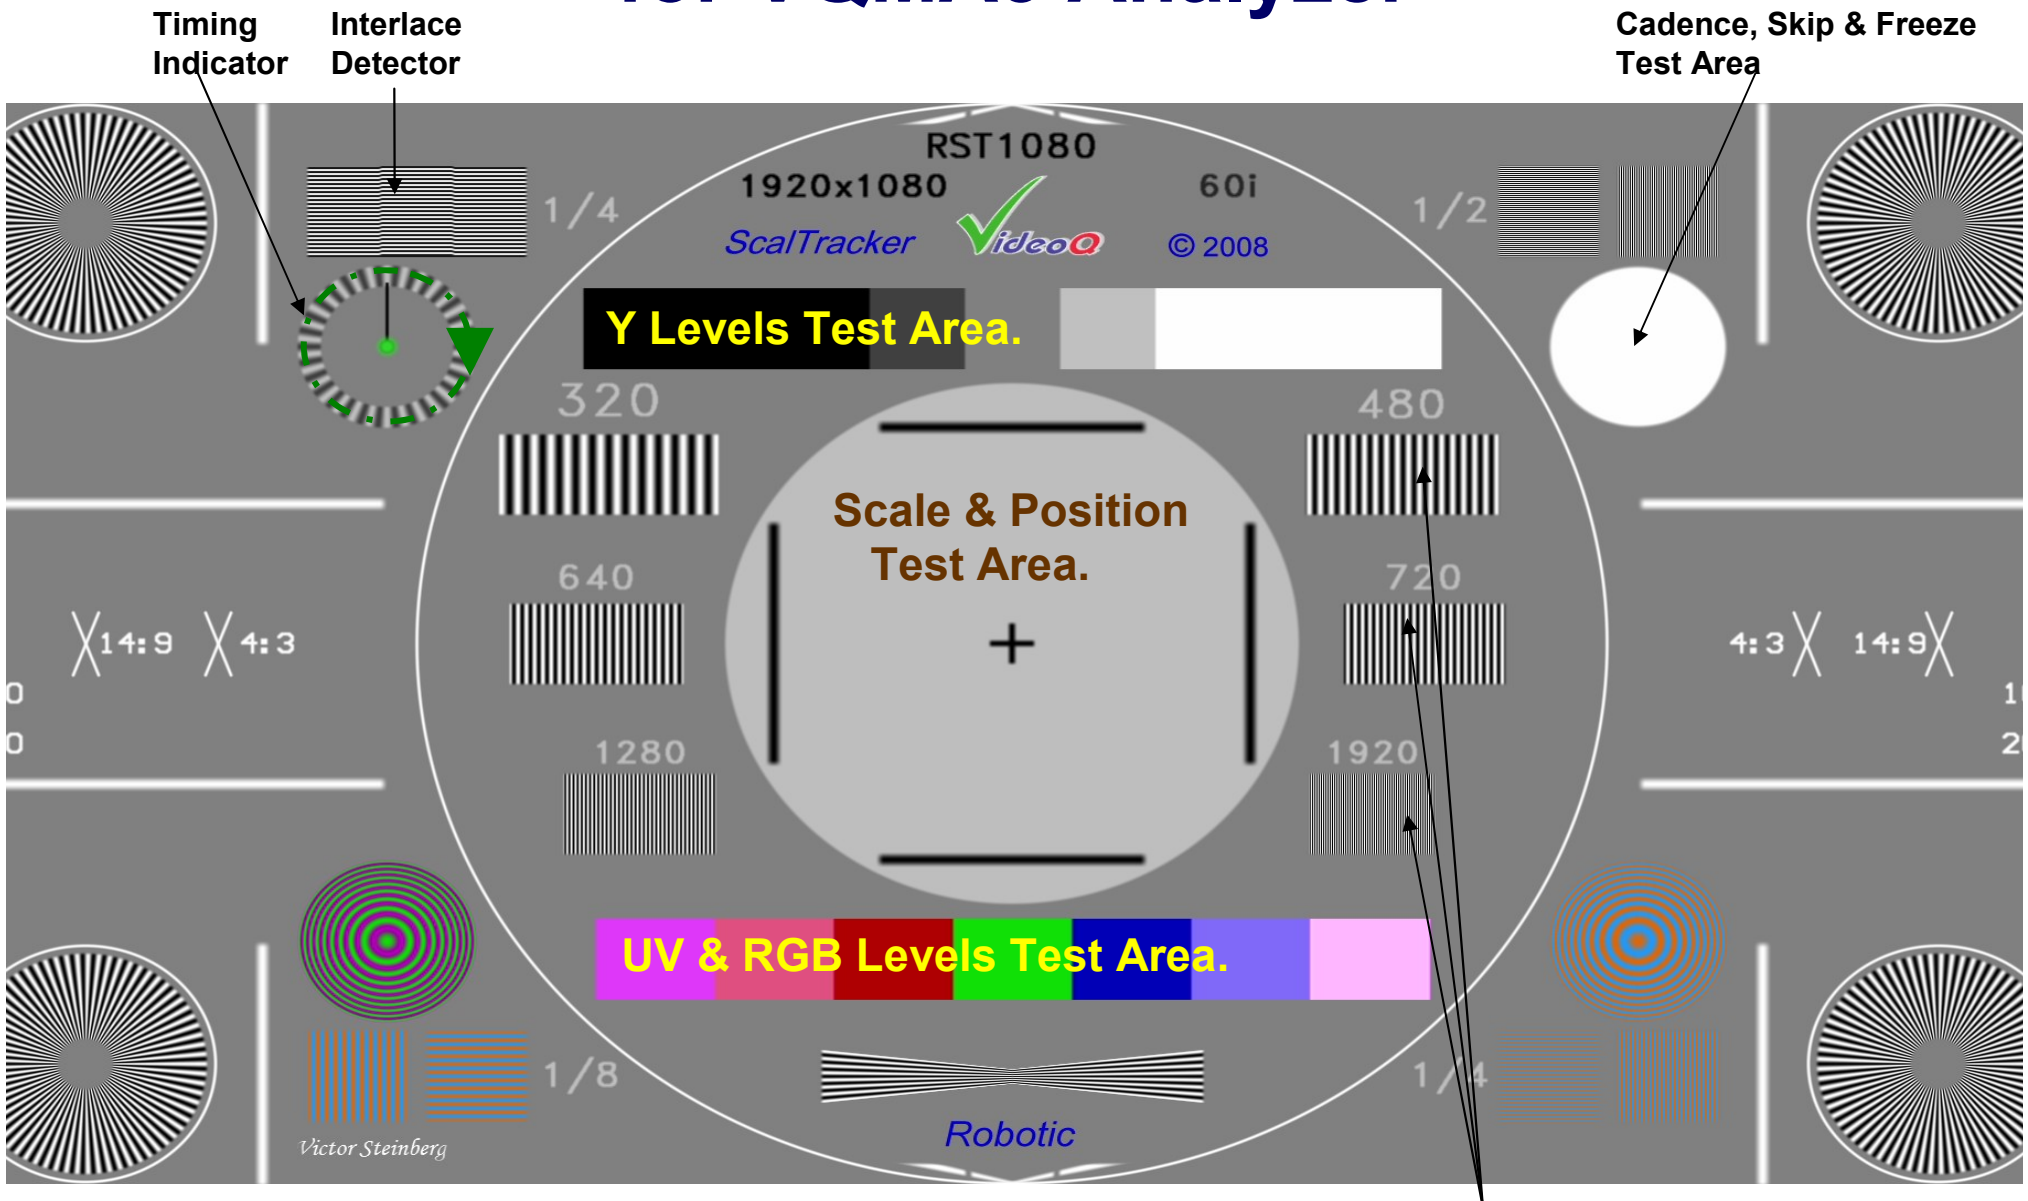 Timing Indicator
Interlace Detector
Cadence, Skip & Freeze
Test Area
RST1080
1920x1080
60i
ScalTracker
VideoQ
© 2008
1/4
1/2
Y Levels Test Area.
320
480
Scale & Position
Test Area.
640
720
14:9
4:3
4:3
14:9
1280
1920
UV & RGB Levels Test Area.
1/8
1/4
Robotic
Victor Steinberg